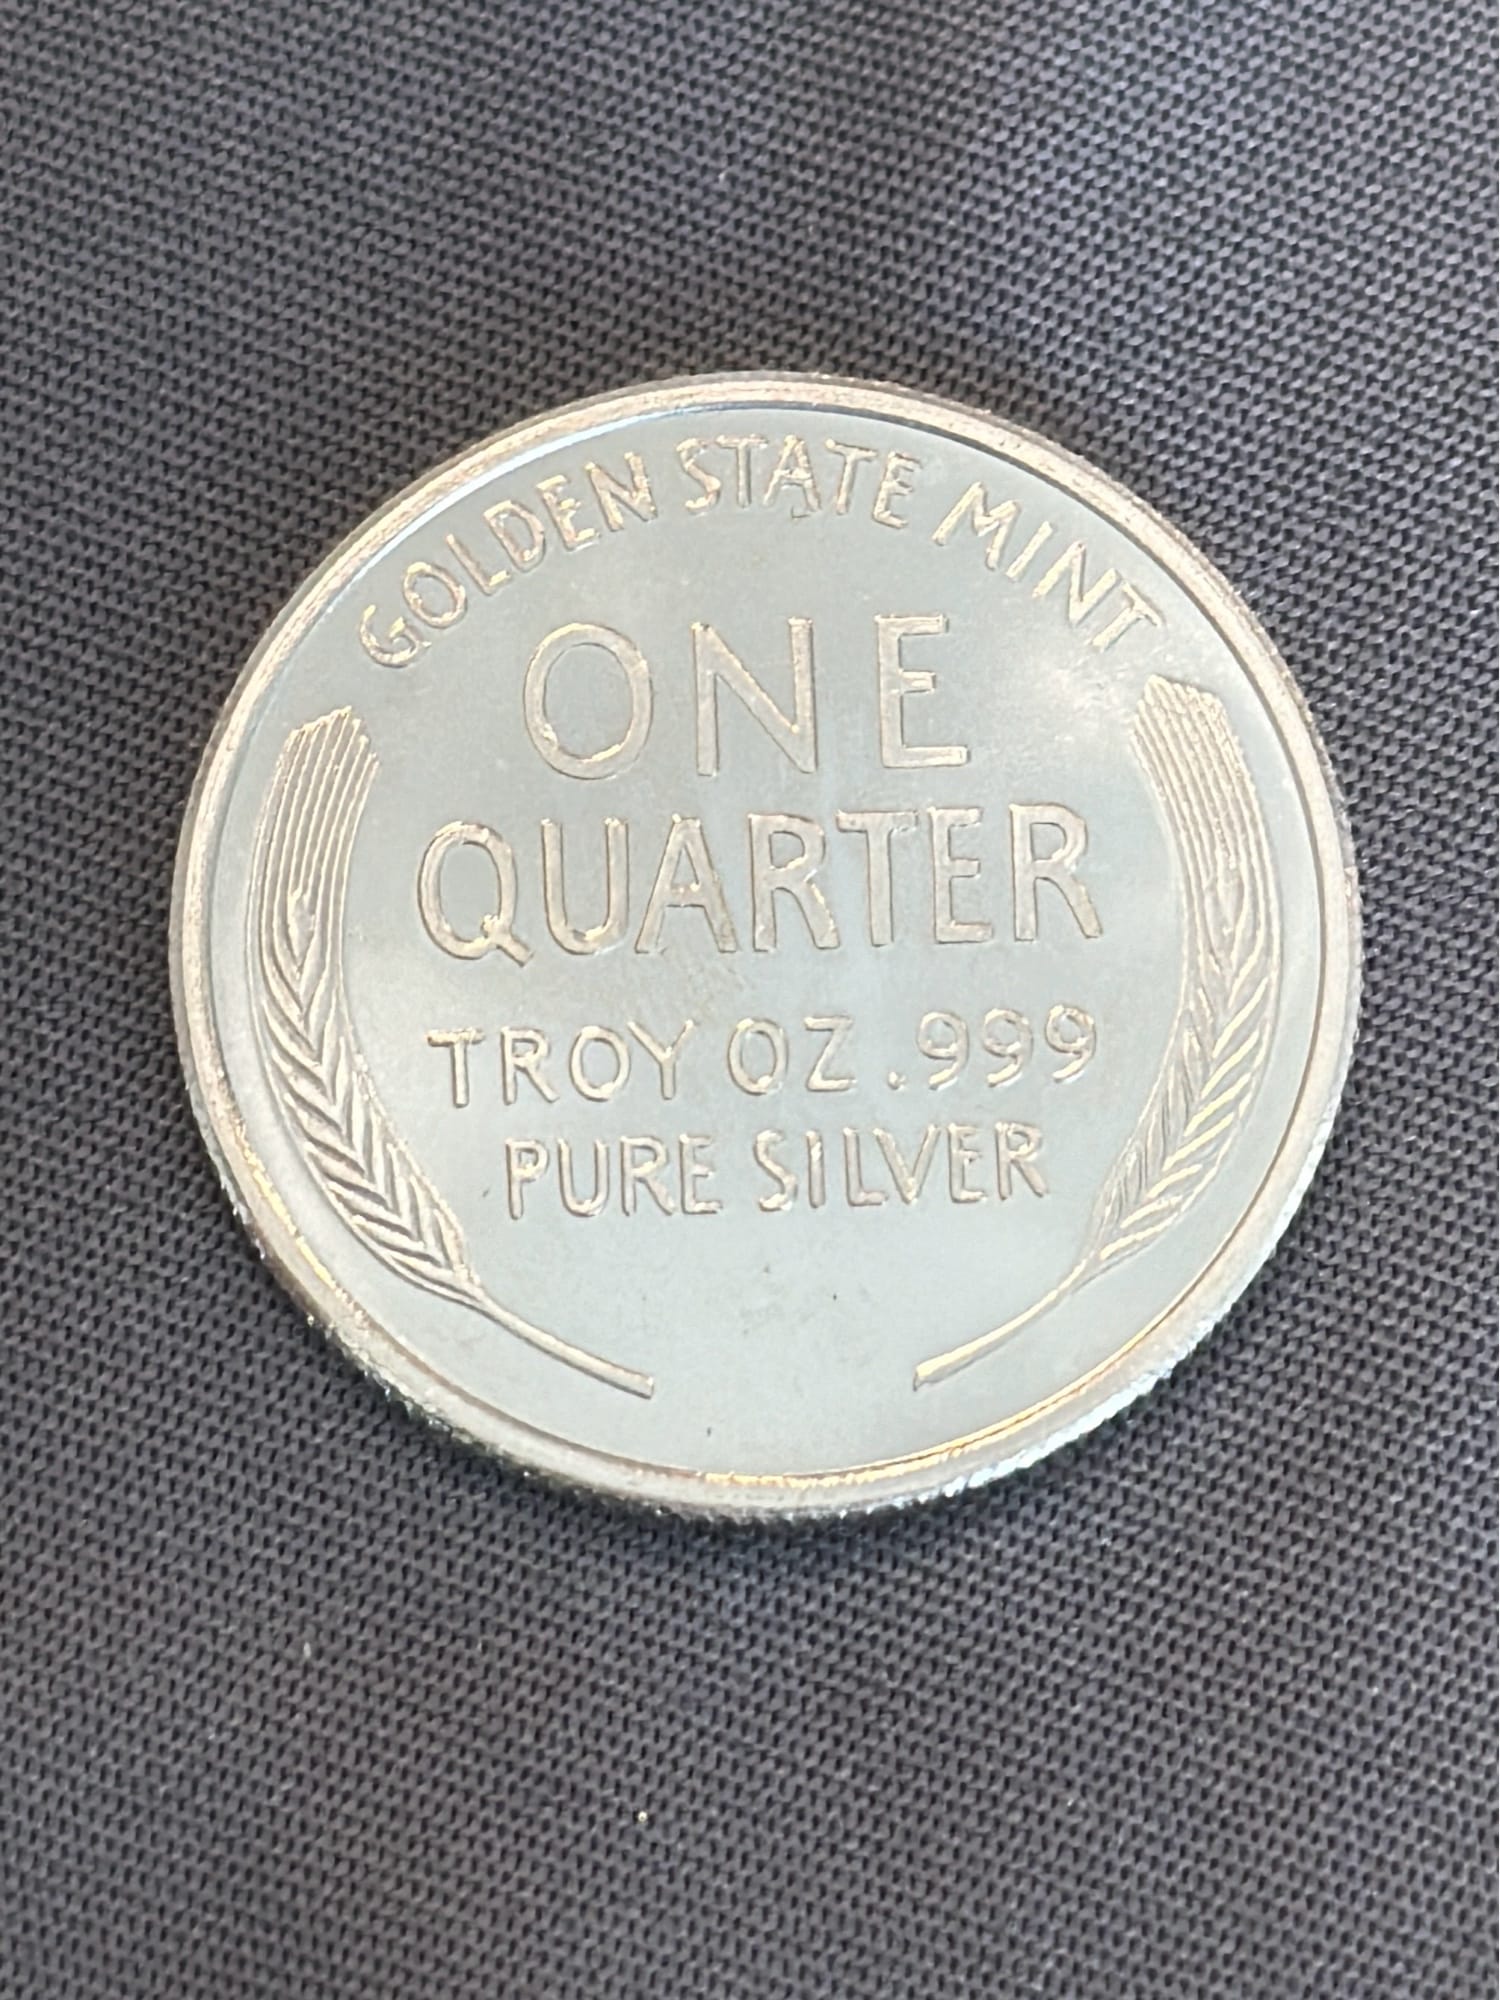 GOLDEN STATE MINT
ONE
QUARTER
TROY OZ .999
PURE SILVER